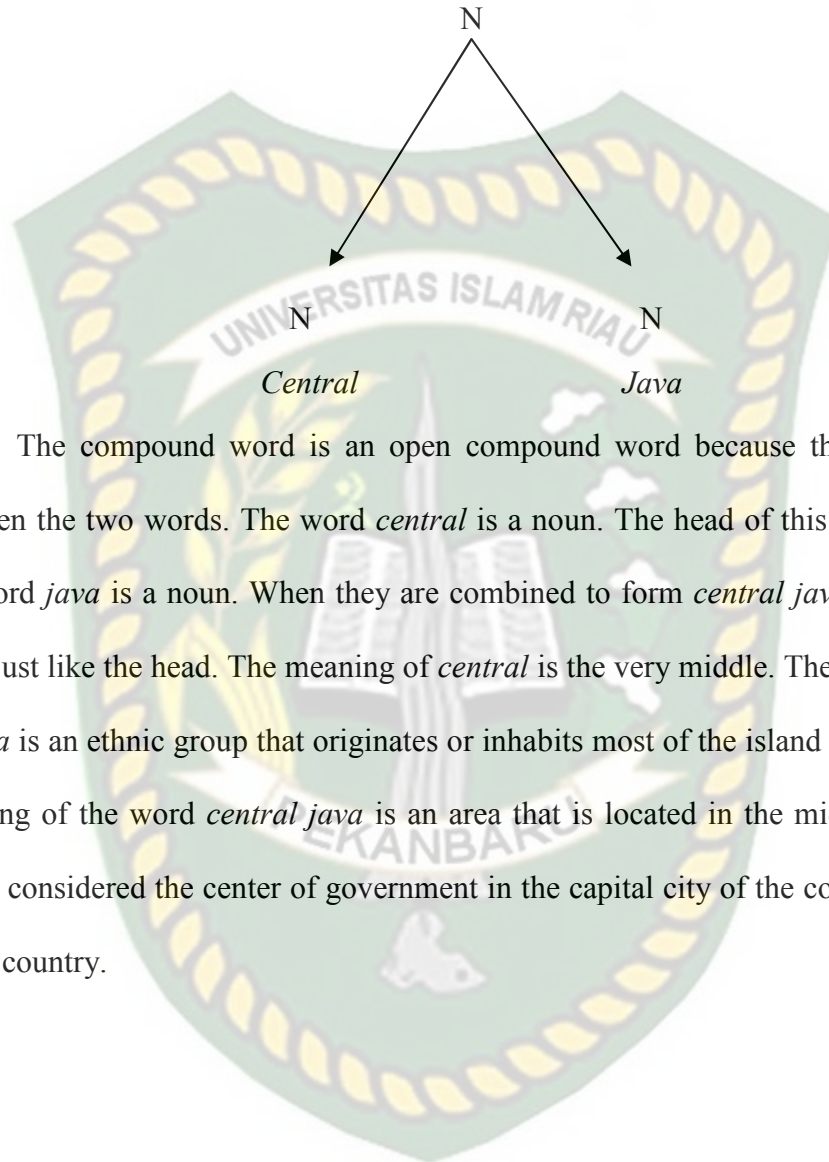 N
UNIVERSITAS ISLAM RIAU
N N
Central Java
The compound word is an open compound word because th
en the two words. The word central is a noun. The head of this
ord java is a noun. When they are combined to form central jav
ust like the head. The meaning of central is the very middle. The
a is an ethnic group that originates or inhabits most of the island
ng of the word central java is an area that is located in the mi
PEKANBARU
considered the center of government in the capital city of the co
country.